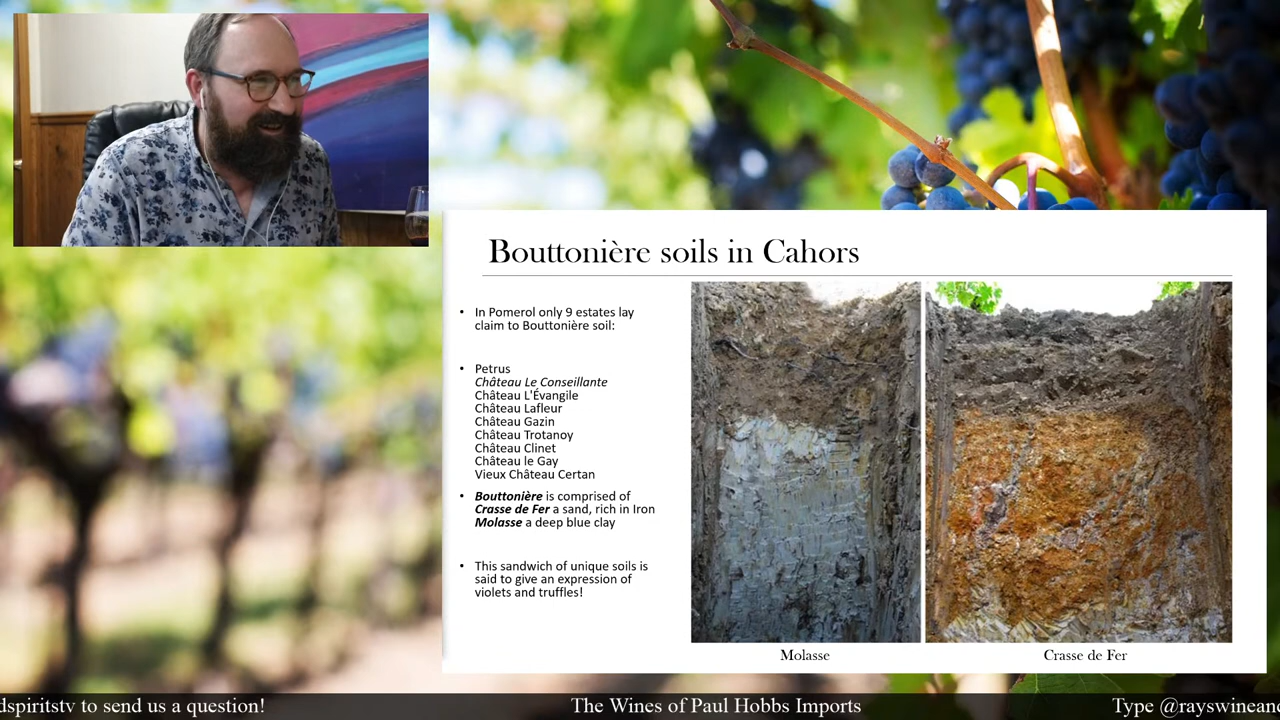 Bouttonière soils in Cahors
• In Pomerol only 9 estates lay
claim to Bouttonière soil:
• Petrus
Château Le Conseillante
Château L'Évangile
Château Lafleur
Château Gazin
Château Trotanoy
Château Clinet
Château le Gay
Vieux Château Certan
• Bouttonière is comprised of
Crasse de Fer a sand, rich in Iron
Molasse a deep blue clay
• This sandwich of unique soils is
said to give an expression of
violets and truffles!
Molasse
Crasse de Fer
dspiritstv to send us a question!
The Wines of Paul Hobbs Imports
Type @rayswineand